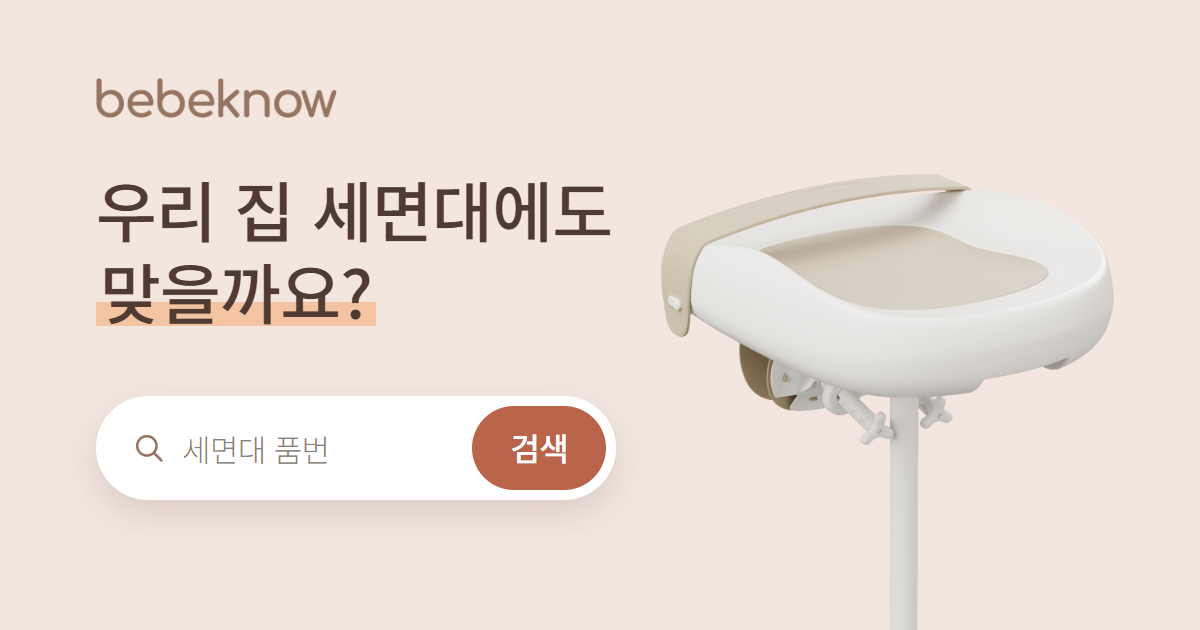 bebeknow
우리 집 세면대에도
맞을까요?
세면대 품번
검색